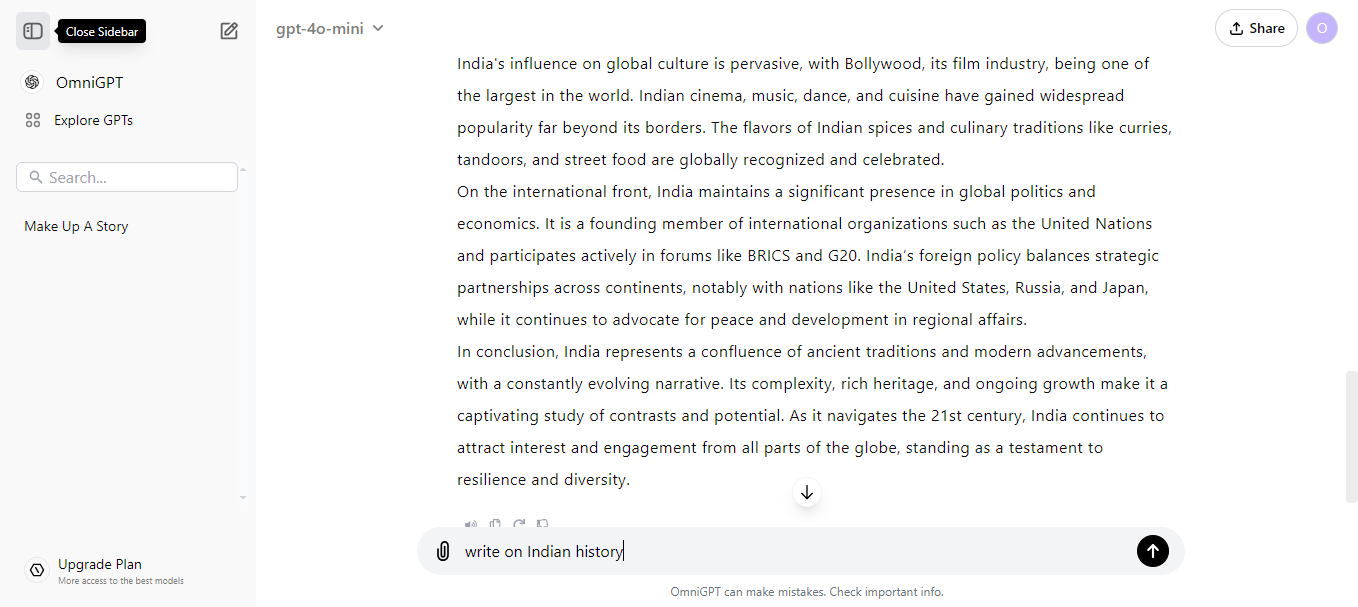 Close Sidebar
OmniGPT
Explore GPTs
Search...
Make Up A Story
Upgrade Plan
More access to the best models
gpt-4o-mini
Share
O
India's influence on global culture is pervasive, with Bollywood, its film industry, being one of
the largest in the world. Indian cinema, music, dance, and cuisine have gained widespread
popularity far beyond its borders. The flavors of Indian spices and culinary traditions like curries,
tandoors, and street food are globally recognized and celebrated.
On the international front, India maintains a significant presence in global politics and
economics. It is a founding member of international organizations such as the United Nations
and participates actively in forums like BRICS and G20. India's foreign policy balances strategic
partnerships across continents, notably with nations like the United States, Russia, and Japan,
while it continues to advocate for peace and development in regional affairs.
In conclusion, India represents a confluence of ancient traditions and modern advancements,
with a constantly evolving narrative. Its complexity, rich heritage, and ongoing growth make it a
captivating study of contrasts and potential. As it navigates the 21st century, India continues to
attract interest and engagement from all parts of the globe, standing as a testament to
resilience and diversity.
write on Indian history
OmniGPT can make mistakes. Check important info.